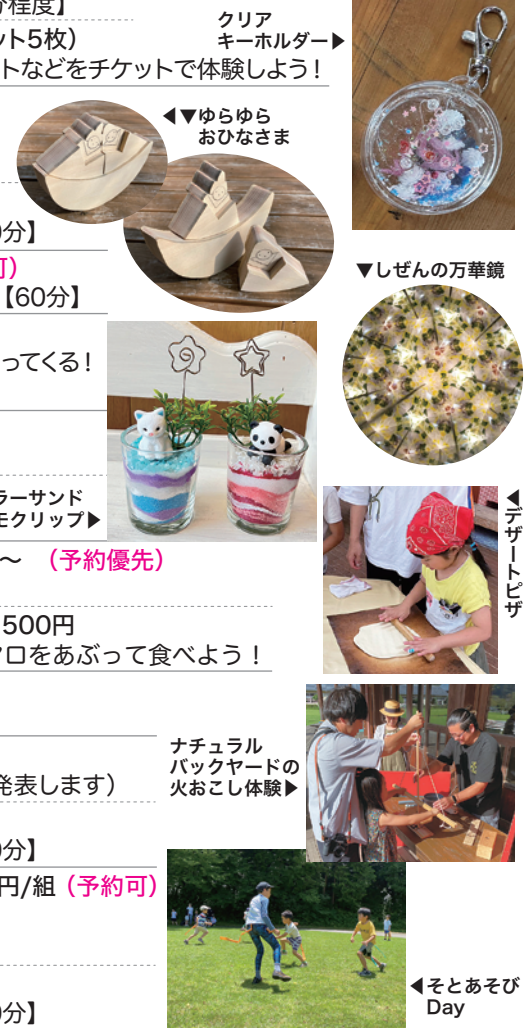 程度】
クリア
キーホルダー▶
ット5枚）
トなどをチケットで体験しよう！
◀▼ゆらゆら
おひなさま
0分】
可）
【60分】
▼しぜんの万華鏡
ってくる！
ラーサンド
モクリップ▶
～ （予約優先）
◀デザートピザ
500円
マロをあぶって食べよう！
ナチュラル
バックヤードの
火おこし体験▶
発表します）
0分】
円/組（予約可）
◀そとあそび
Day
0分】